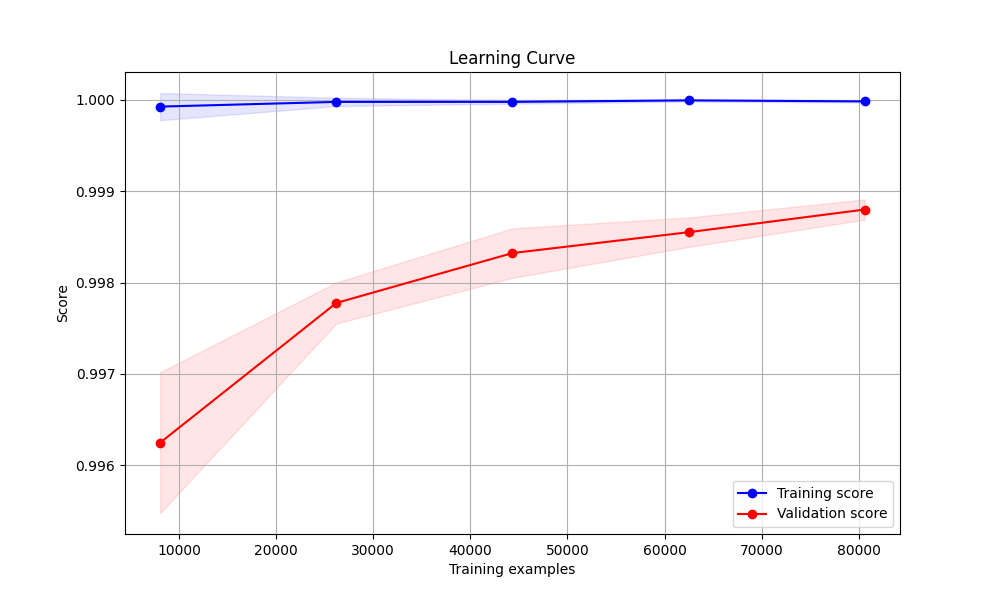 Learning Curve
1.000
0.999
0.998
0.997
0.996
Score
10000 20000 30000 40000 50000 60000 70000 80000
Training examples
Training score
Validation score